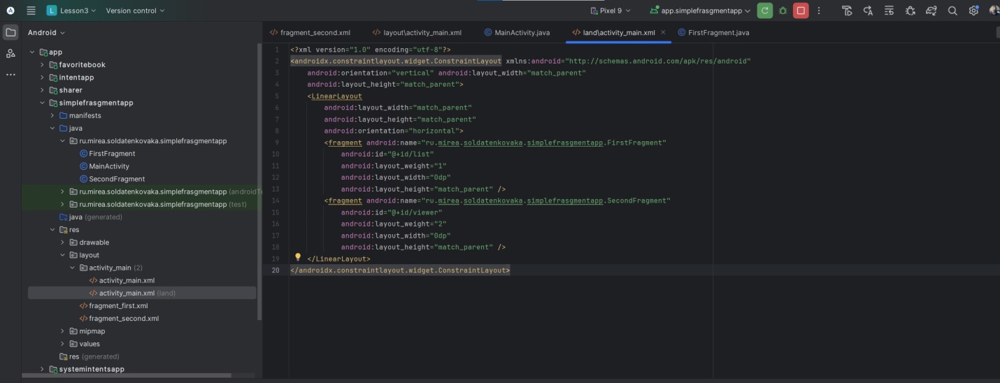 L Lesson3 Version control Pixel 9 app.simplefrasgmentapp
Android
app
favoritebook
intentapp
sharer
simplefrasgmentapp
manifests
java
ru.mirea.soldatenkovaka.simplefrasgmentapp
FirstFragment
MainActivity
SecondFragment
ru.mirea.soldatenkovaka.simplefrasgmentapp (androidTe
ru.mirea.soldatenkovaka.simplefrasgmentapp (test)
java (generated)
res
drawable
layout
activity_main (2)
activity_main.xml
activity_main.xml (land)
fragment_first.xml
fragment_second.xml
mipmap
values
res (generated)
systemintentsapp
fragment_second.xml layout\activity_main.xml MainActivity.java land\activity_main.xml FirstFragment.java
1 <?xml version="1.0" encoding="utf-8"?>
2 <androidx.constraintlayout.widget.ConstraintLayout xmlns:android="http://schemas.android.com/apk/res/android"
3 android:orientation="vertical" android:layout_width="match_parent"
4 android:layout_height="match_parent">
5 <LinearLayout
6 android:layout_width="match_parent"
7 android:layout_height="match_parent"
8 android:orientation="horizontal">
9 <fragment android:name="ru.mirea.soldatenkovaka.simplefrasgmentapp.FirstFragment"
10 android:id="@+id/list"
11 android:layout_weight="1"
12 android:layout_width="0dp"
13 android:layout_height="match_parent" />
14 <fragment android:name="ru.mirea.soldatenkovaka.simplefrasgmentapp.SecondFragment"
15 android:id="@+id/viewer"
16 android:layout_weight="2"
17 android:layout_width="0dp"
18 android:layout_height="match_parent" />
19 </LinearLayout>
20 </androidx.constraintlayout.widget.ConstraintLayout>